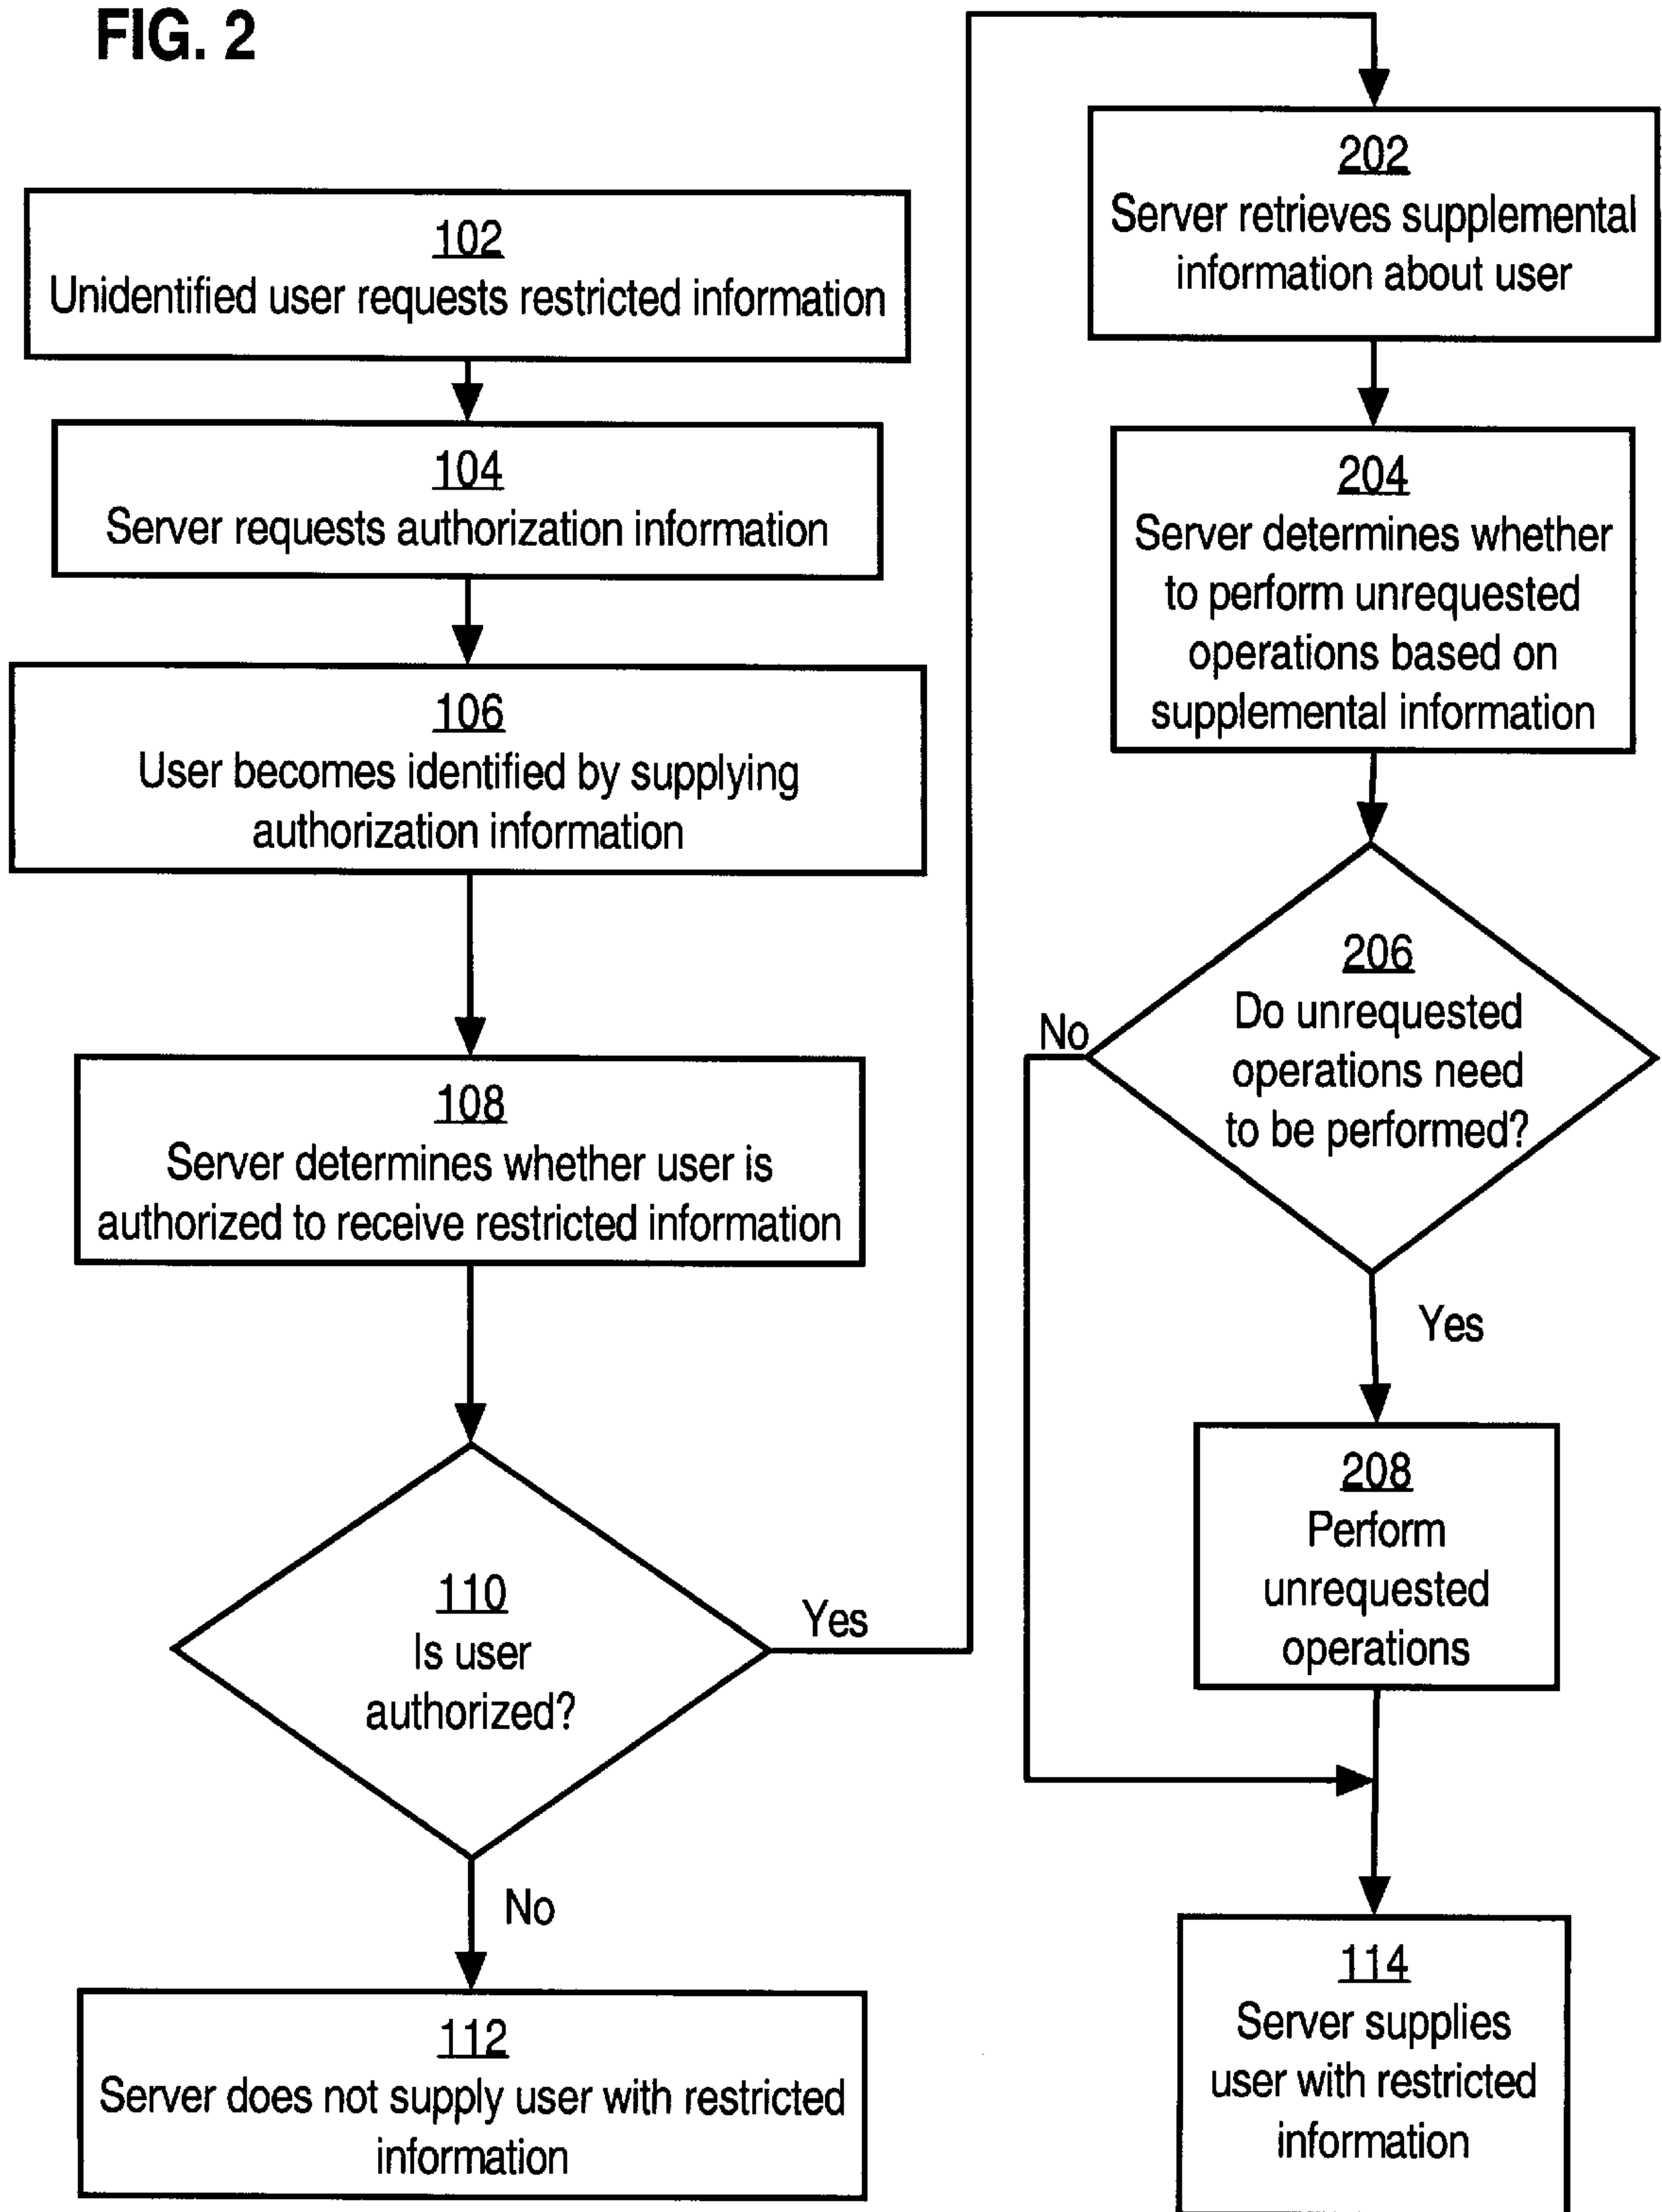 FIG. 2
102
Unidentified user requests restricted information
104
Server requests authorization information
106
User becomes identified by supplying
authorization information
108
Server determines whether user is
authorized to receive restricted information
110
Is user
authorized?
Yes
No
112
Server does not supply user with restricted
information
202
Server retrieves supplemental
information about user
204
Server determines whether
to perform unrequested
operations based on
supplemental information
206
Do unrequested
operations need
to be performed?
No
Yes
208
Perform
unrequested
operations
114
Server supplies
user with restricted
information